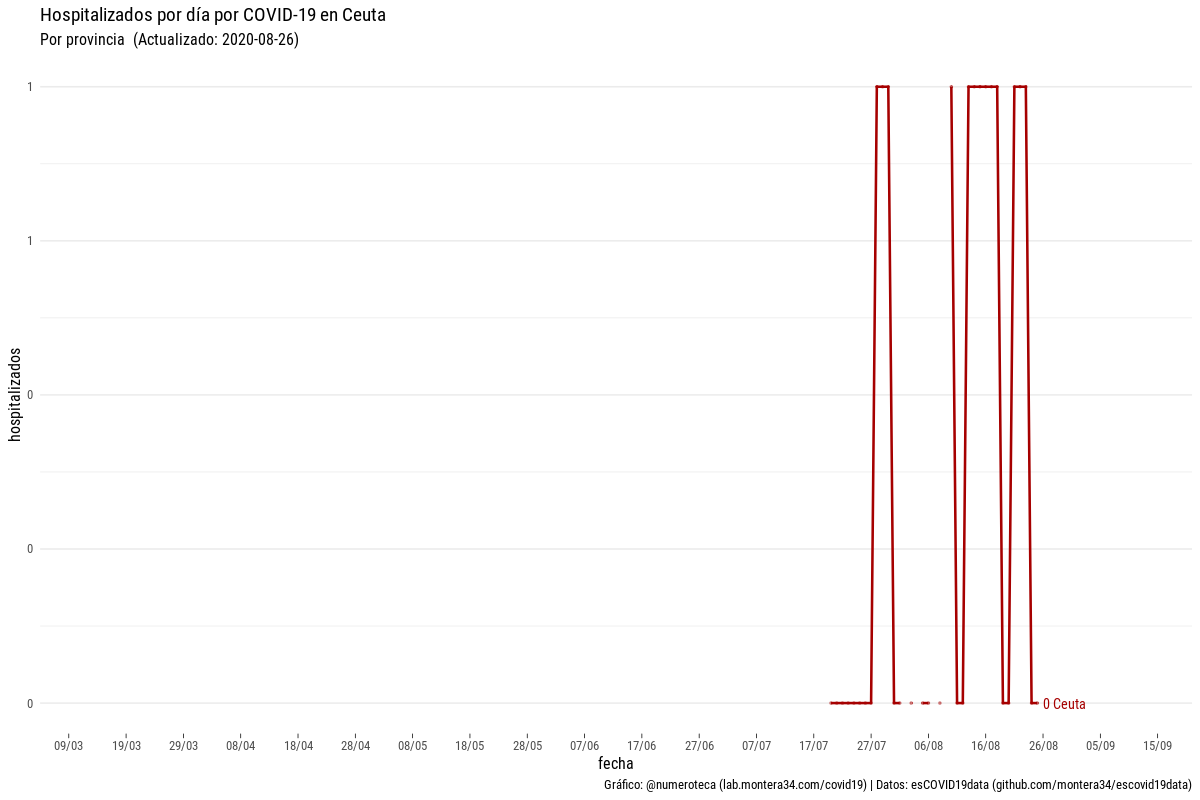 Hospitalizados por día por COVID-19 en Ceuta
Por provincia  (Actualizado: 2020-08-26)
1
1
0
0
0
hospitalizados
0 Ceuta
09/03 19/03 29/03 08/04 18/04 28/04 08/05 18/05 28/05 07/06 17/06 27/06 07/07 17/07 27/07 06/08 16/08 26/08 05/09 15/09
fecha
Gráfico: @numeroteca (lab.montera34.com/covid19) | Datos: esCOVID19data (github.com/montera34/escovid19data)